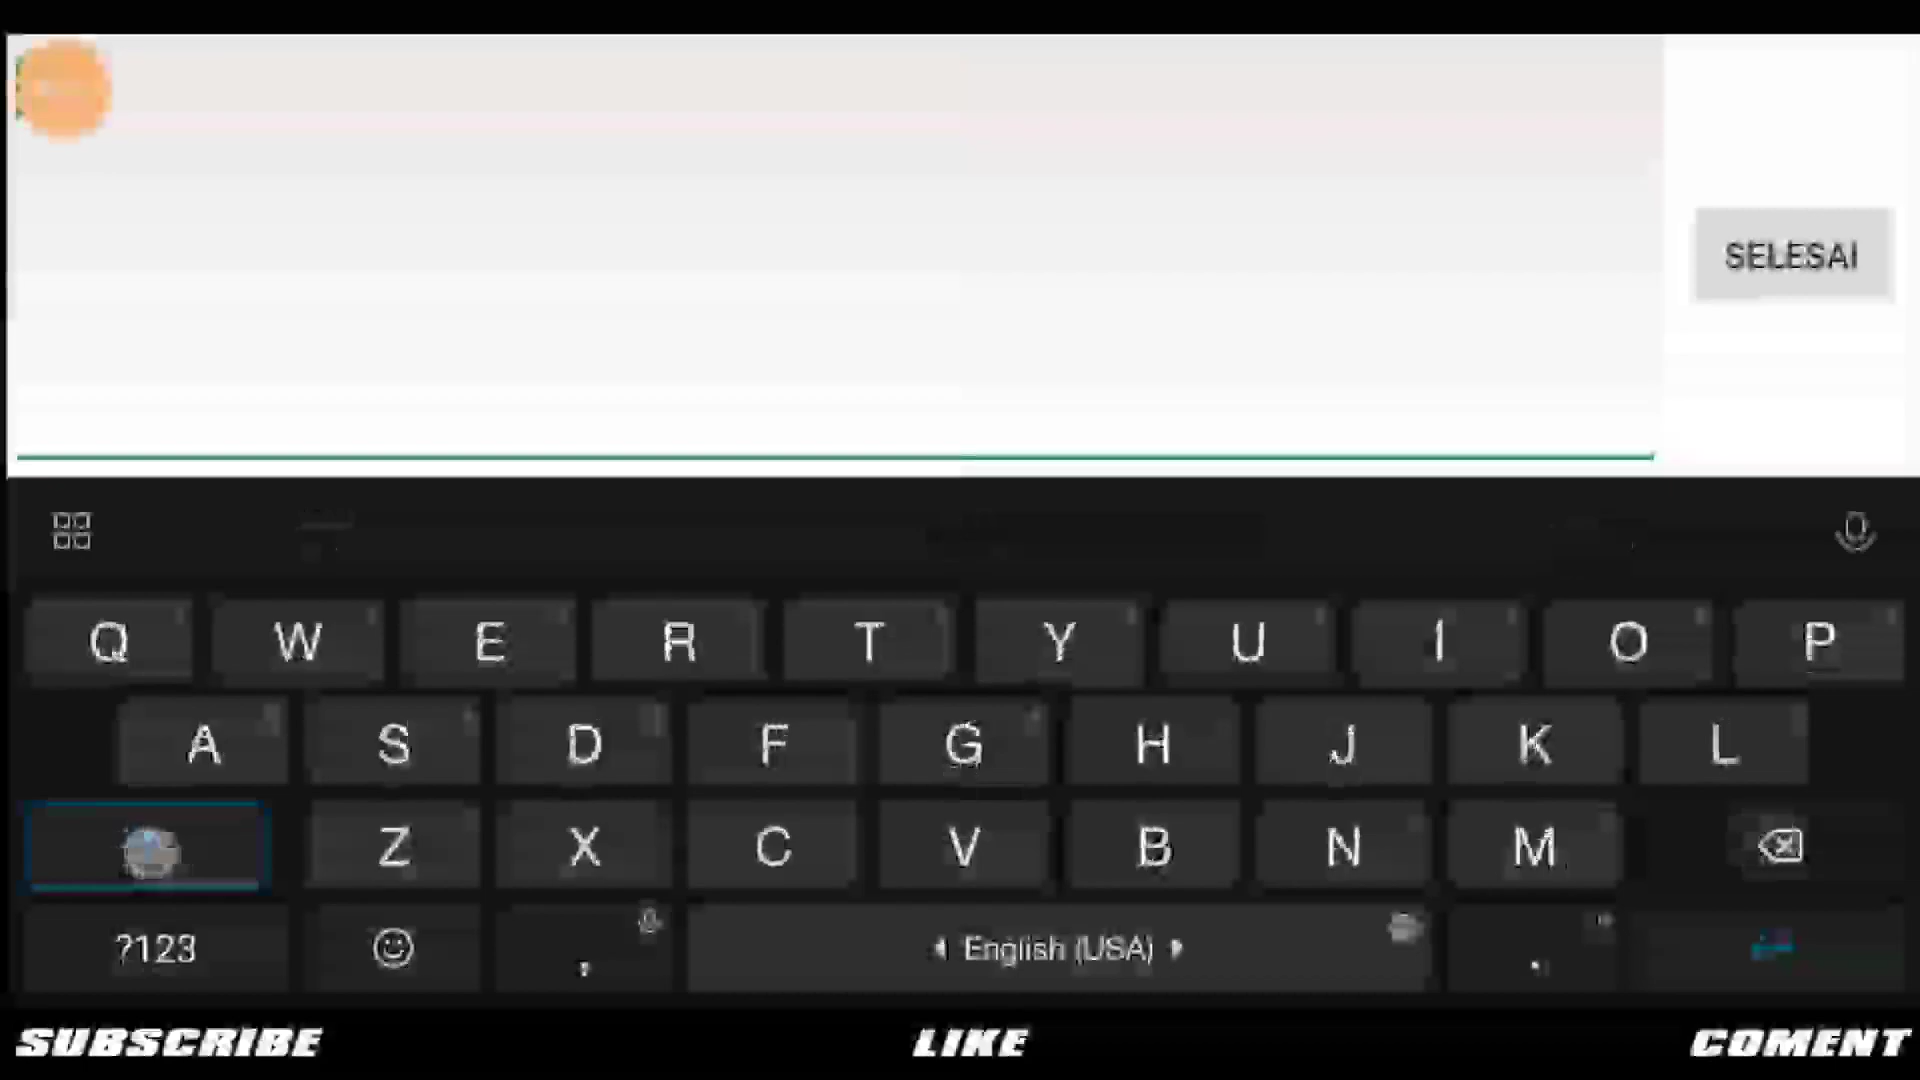 SELESAI
Q W E R T Y U I O P
A S D F G H J K L
Z X C V B N M
?123 , English (USA) .
SUBSCRIBE LIKE COMENT